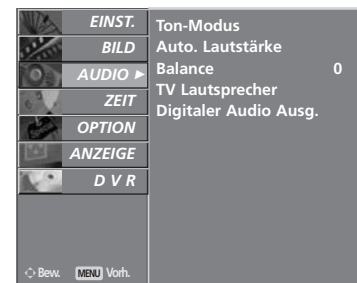 EINST.
BILD
AUDIO ►
ZEIT
OPTION
ANZEIGE
D V R
Ton-Modus
Auto. Lautstärke
Balance 0
TV Lautsprecher
Digitaler Audio Ausg.
Bew. MENU Vorh.